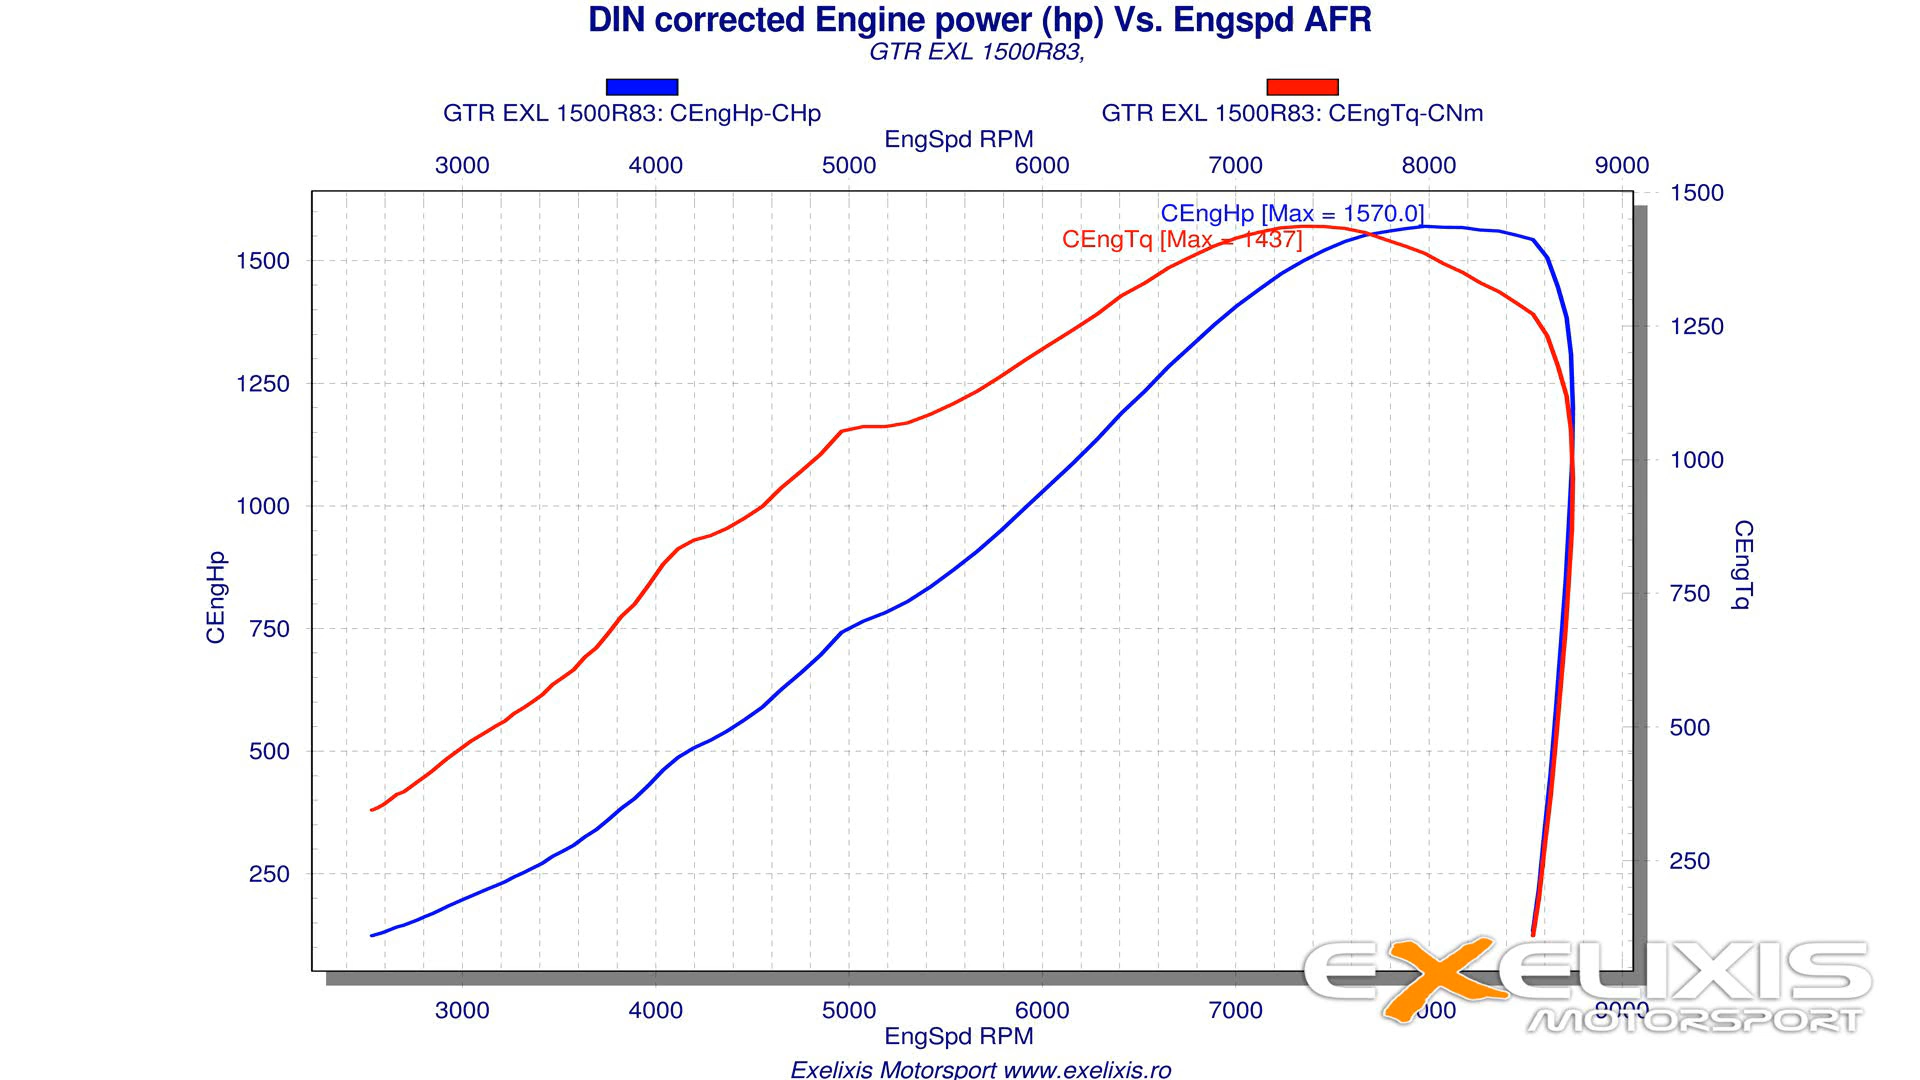 DIN corrected Engine power (hp) Vs. Engspd AFR
GTR EXL 1500R83,
GTR EXL 1500R83: CEngHp-CHp
GTR EXL 1500R83: CEngTq-CNm
EngSpd RPM
3000 4000 5000 6000 7000 8000 9000
CEngHp [Max = 1570.0]
CEngTq [Max = 1437]
1500
1250
1000
750
500
250
CEngHp
1500
1250
1000
750
500
250
CEngTq
3000 4000 5000 6000 7000 8000 9000
EngSpd RPM
Exelixis Motorsport www.exelixis.ro
EXELIXIS
MOTORSPORT